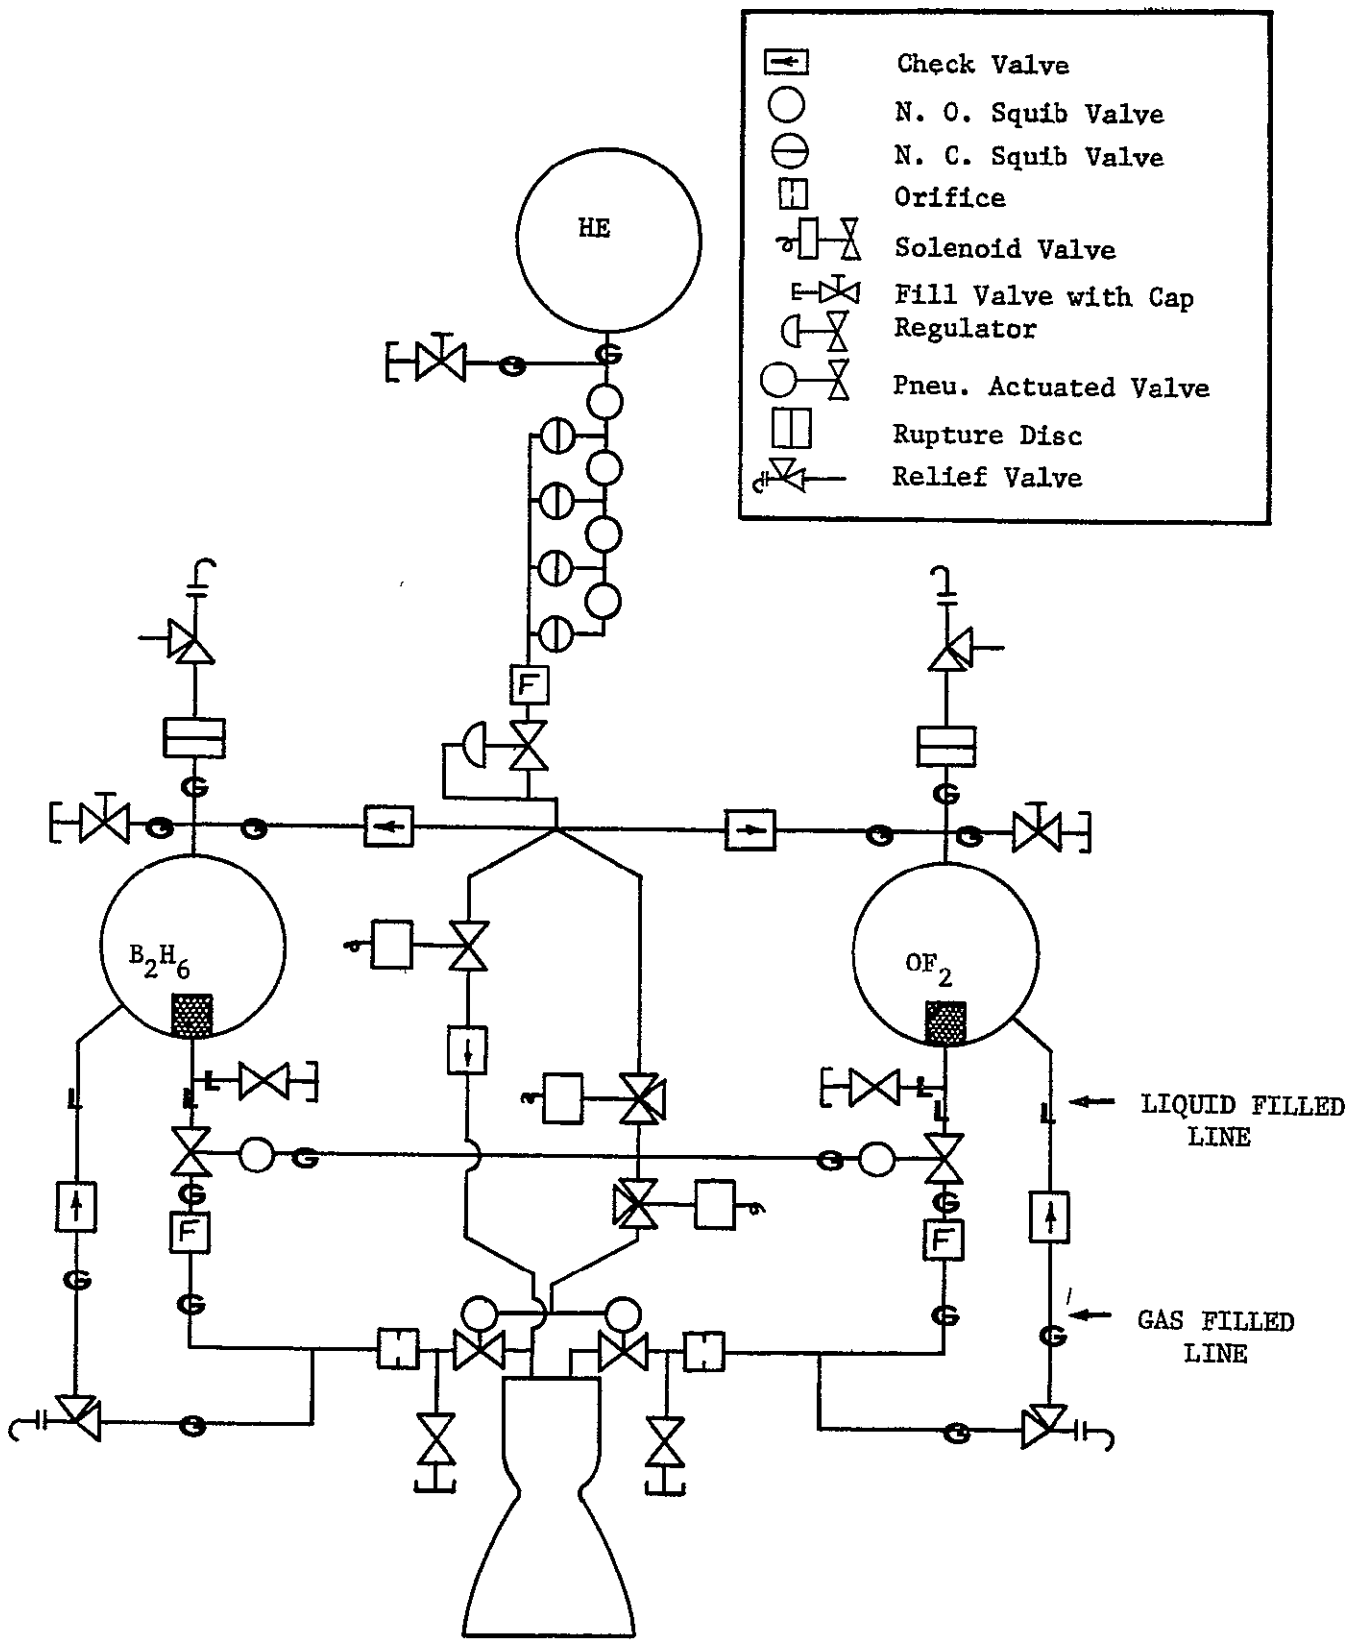 Check Valve
N. O. Squib Valve
N. C. Squib Valve
Orifice
Solenoid Valve
Fill Valve with Cap
Regulator
Pneu. Actuated Valve
Rupture Disc
Relief Valve
HE
G
G
F
G
G
G
G
G
G
B2H6
OF2
L
L
L
L
L
L
LIQUID FILLED
LINE
G
G
G
G
F
F
G
G
G
G
GAS FILLED
LINE
G
G